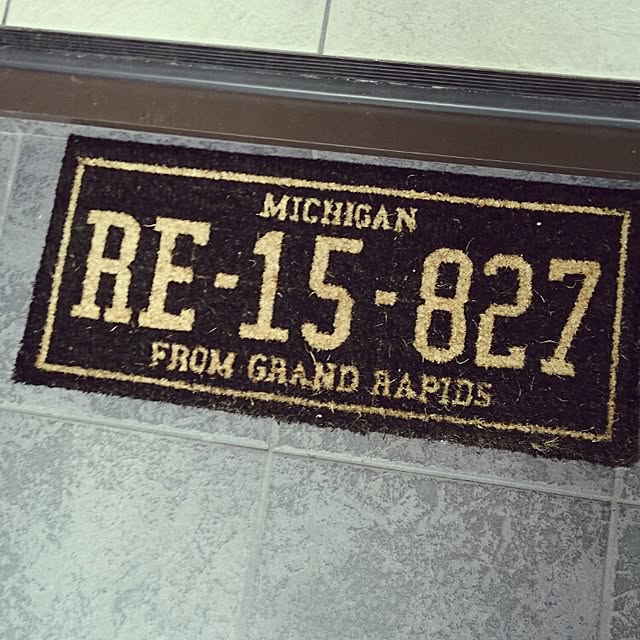 MICHIGAN
RE-15-827
FROM GRAND RAPIDS